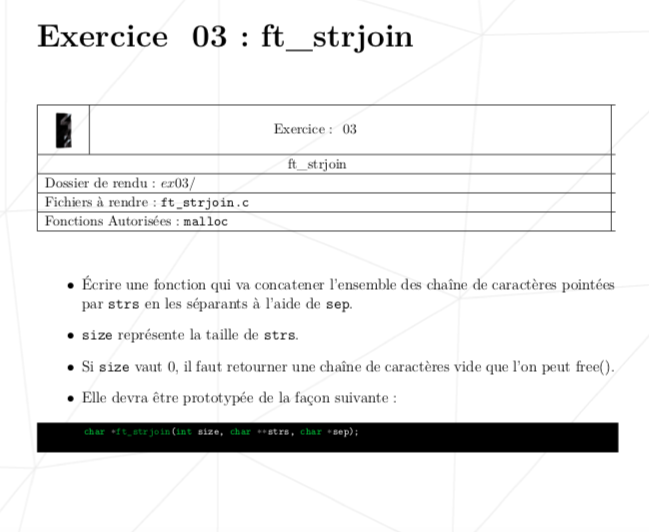 Exercice 03 : ft_strjoin
Exercice : 03
ft_strjoin
Dossier de rendu : ex03/
Fichiers à rendre : ft_strjoin.c
Fonctions Autorisées : malloc
• Écrire une fonction qui va concatener l'ensemble des chaîne de caractères pointées
par strs en les séparants à l'aide de sep.
• size représente la taille de strs.
• Si size vaut 0, il faut retourner une chaîne de caractères vide que l'on peut free().
• Elle devra être prototypée de la façon suivante :
char *ft_strjoin(int size, char **strs, char *sep);